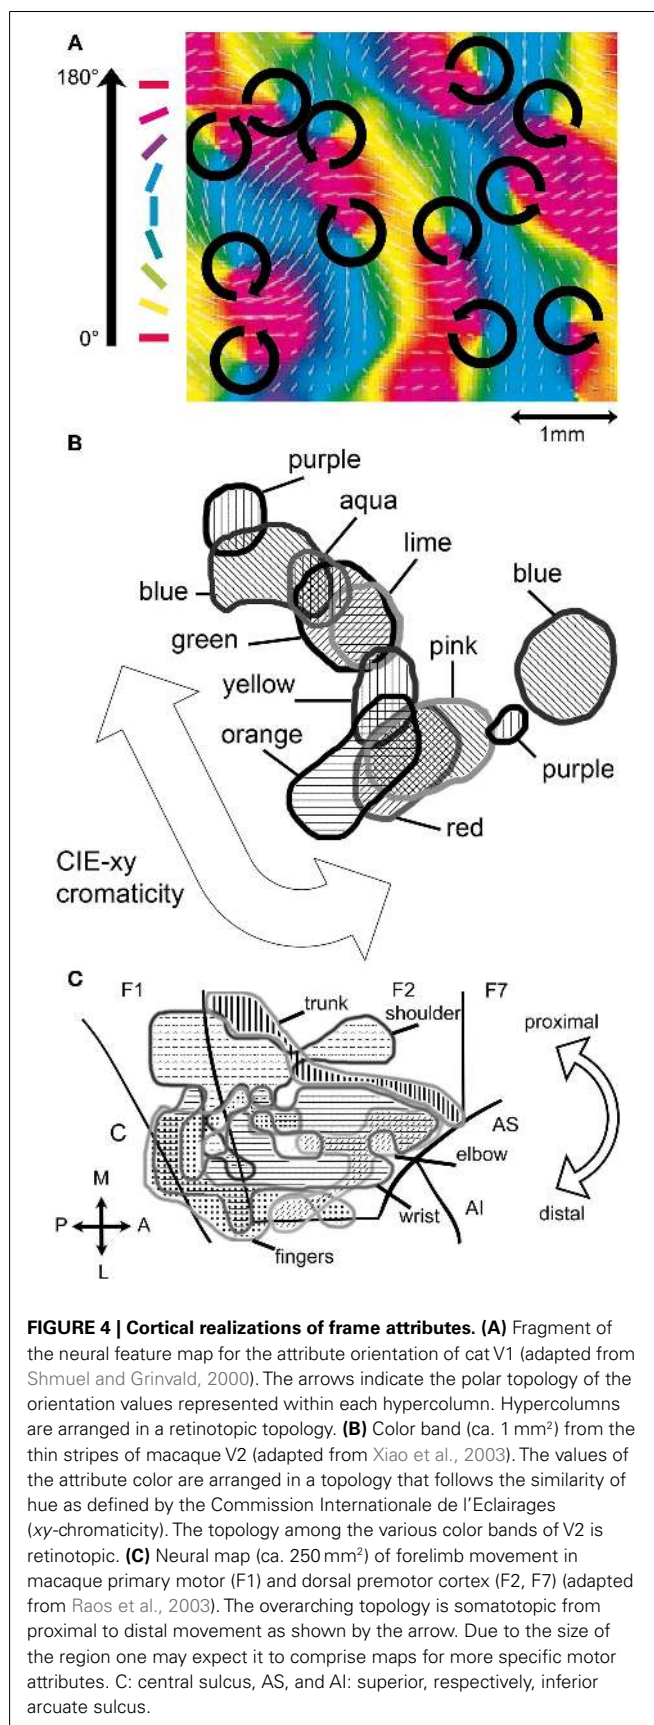 A
180°
0°
1mm
B
purple
aqua
lime
blue
blue
green
pink
yellow
orange
purple
red
CIE-xy
cromaticity
C
F1
F2
F7
trunk
shoulder
proximal
C
AS
elbow
M
P
A
wrist
AI
distal
L
fingers
FIGURE 4 | Cortical realizations of frame attributes. (A) Fragment of
the neural feature map for the attribute orientation of cat V1 (adapted from
Shmuel and Grinvald, 2000). The arrows indicate the polar topology of the
orientation values represented within each hypercolumn. Hypercolumns
are arranged in a retinotopic topology. (B) Color band (ca. 1 mm²) from the
thin stripes of macaque V2 (adapted from Xiao et al., 2003). The values of
the attribute color are arranged in a topology that follows the similarity of
hue as defined by the Commission Internationale de l'Eclairages
(xy-chromaticity). The topology among the various color bands of V2 is
retinotopic. (C) Neural map (ca. 250 mm²) of forelimb movement in
macaque primary motor (F1) and dorsal premotor cortex (F2, F7) (adapted
from Raos et al., 2003). The overarching topology is somatotopic from
proximal to distal movement as shown by the arrow. Due to the size of
the region one may expect it to comprise maps for more specific motor
attributes. C: central sulcus, AS, and AI: superior, respectively, inferior
arcuate sulcus.